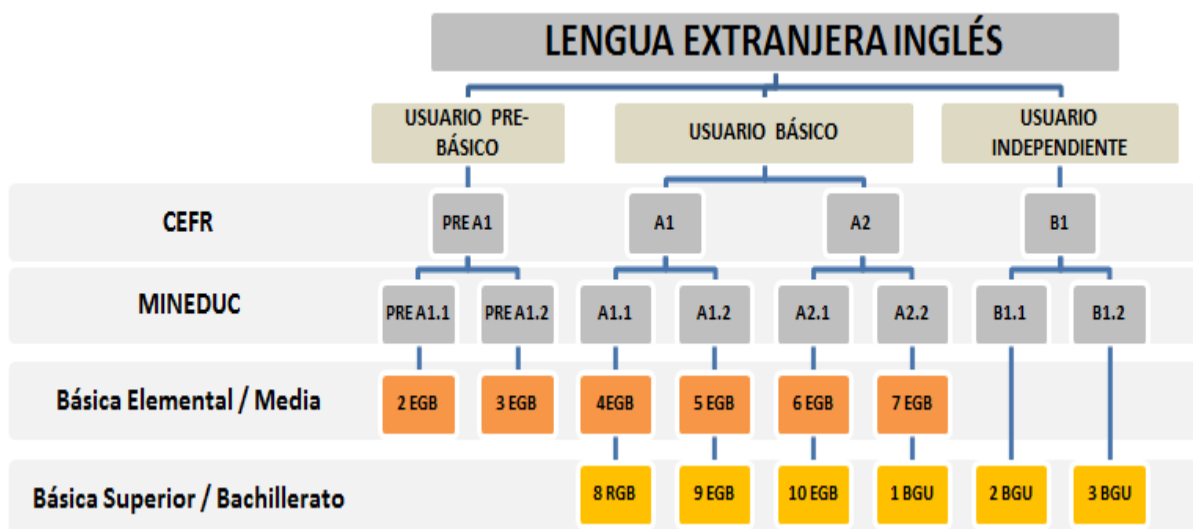 LENGUA EXTRANJERA INGLÉS
USUARIO PRE-
BÁSICO
USUARIO BÁSICO
USUARIO
INDEPENDIENTE
CEFR
PRE A1
A1
A2
B1
MINEDUC
PRE A1.1
PRE A1.2
A1.1
A1.2
A2.1
A2.2
B1.1
B1.2
Básica Elemental / Media
2 EGB
3 EGB
4EGB
5 EGB
6 EGB
7 EGB
Básica Superior / Bachillerato
8 RGB
9 EGB
10 EGB
1 BGU
2 BGU
3 BGU